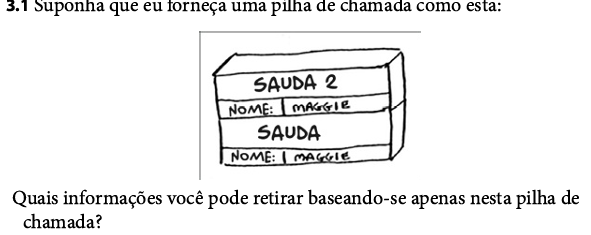 3.1 Suponha que eu forneça uma pilha de chamada como esta:
SAUDA 2
NOME: MAGGIE
SAUDA
NOME: MAGGIE
Quais informações você pode retirar baseando-se apenas nesta pilha de
chamada?